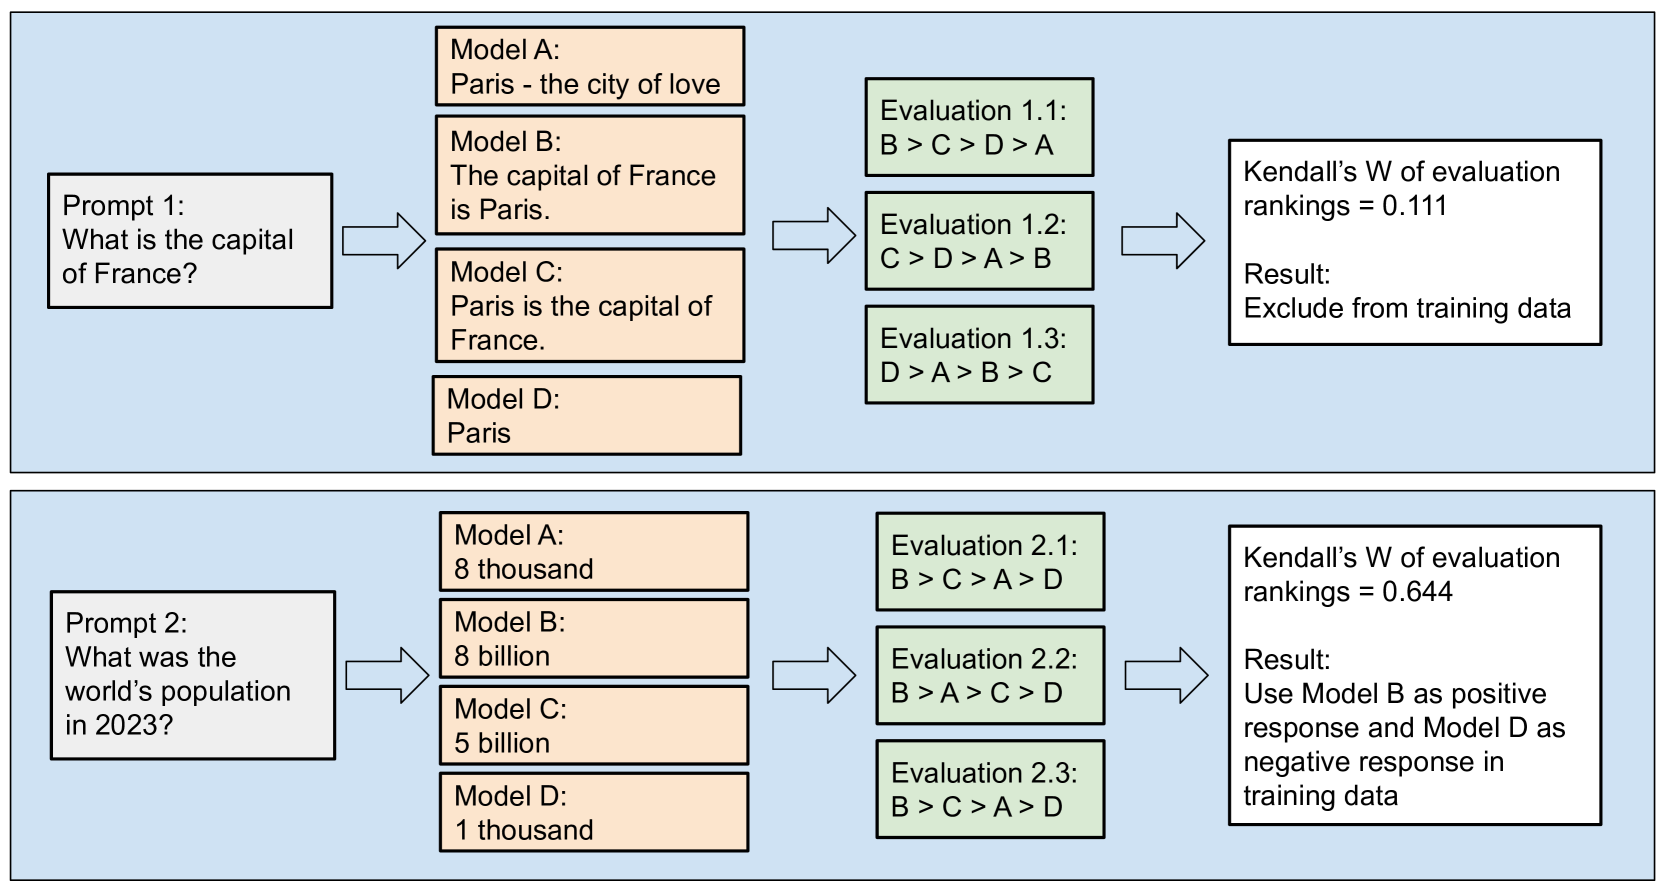 Prompt 1:
What is the capital
of France?
Model A:
Paris - the city of love
Model B:
The capital of France
is Paris.
Model C:
Paris is the capital of
France.
Model D:
Paris
Evaluation 1.1:
B > C > D > A
Evaluation 1.2:
C > D > A > B
Evaluation 1.3:
D > A > B > C
Kendall's W of evaluation
rankings = 0.111
Result:
Exclude from training data
Prompt 2:
What was the
world's population
in 2023?
Model A:
8 thousand
Model B:
8 billion
Model C:
5 billion
Model D:
1 thousand
Evaluation 2.1:
B > C > A > D
Evaluation 2.2:
B > A > C > D
Evaluation 2.3:
B > C > A > D
Kendall's W of evaluation
rankings = 0.644
Result:
Use Model B as positive
response and Model D as
negative response in
training data